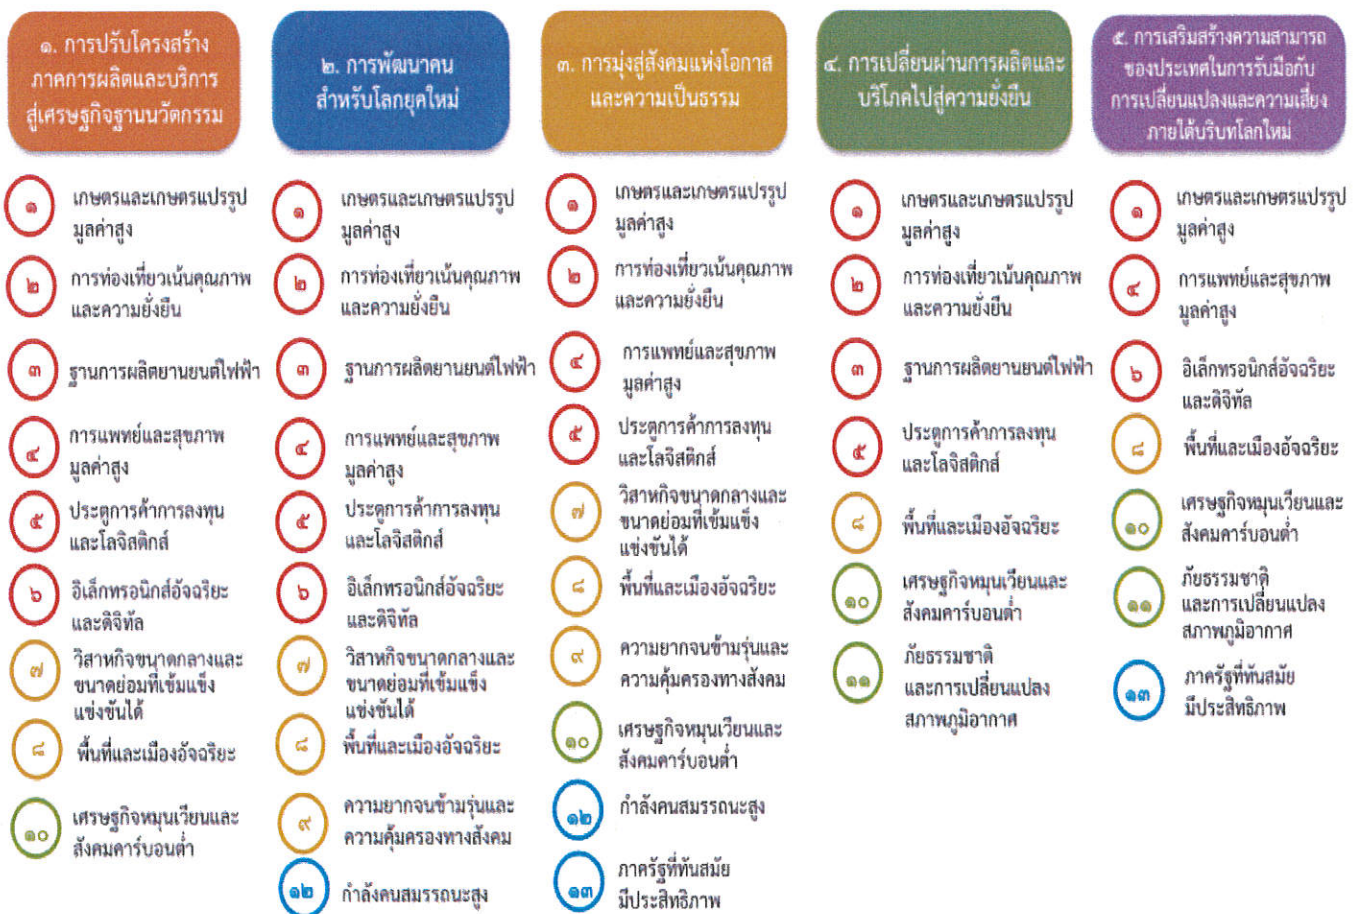 ๑. การปรับโครงสร้าง
ภาคการผลิตและบริการ
สู่เศรษฐกิจฐานนวัตกรรม
๑
เกษตรและเกษตรแปรรูป
มูลค่าสูง
๒
การท่องเที่ยวเน้นคุณภาพ
และความยั่งยืน
๓
ฐานการผลิตยานยนต์ไฟฟ้า
๔
การแพทย์และสุขภาพ
มูลค่าสูง
๕
ประตูการค้าการลงทุน
และโลจิสติกส์
๖
อิเล็กทรอนิกส์อัจฉริยะ
และดิจิทัล
๗
วิสาหกิจขนาดกลางและ
ขนาดย่อมที่เข้มแข็ง
แข่งขันได้
๘
พื้นที่และเมืองอัจฉริยะ
๑๐
เศรษฐกิจหมุนเวียนและ
สังคมคาร์บอนต่ำ
๒. การพัฒนาคน
สำหรับโลกยุคใหม่
๑
เกษตรและเกษตรแปรรูป
มูลค่าสูง
๒
การท่องเที่ยวเน้นคุณภาพ
และความยั่งยืน
๓
ฐานการผลิตยานยนต์ไฟฟ้า
๔
การแพทย์และสุขภาพ
มูลค่าสูง
๕
ประตูการค้าการลงทุน
และโลจิสติกส์
๖
อิเล็กทรอนิกส์อัจฉริยะ
และดิจิทัล
๗
วิสาหกิจขนาดกลางและ
ขนาดย่อมที่เข้มแข็ง
แข่งขันได้
๘
พื้นที่และเมืองอัจฉริยะ
๙
ความยากจนข้ามรุ่นและ
ความคุ้มครองทางสังคม
๑๒
กำลังคนสมรรถนะสูง
๓. การมุ่งสู่สังคมแห่งโอกาส
และความเป็นธรรม
๑
เกษตรและเกษตรแปรรูป
มูลค่าสูง
๒
การท่องเที่ยวเน้นคุณภาพ
และความยั่งยืน
๔
การแพทย์และสุขภาพ
มูลค่าสูง
๕
ประตูการค้าการลงทุน
และโลจิสติกส์
๗
วิสาหกิจขนาดกลางและ
ขนาดย่อมที่เข้มแข็ง
แข่งขันได้
๘
พื้นที่และเมืองอัจฉริยะ
๙
ความยากจนข้ามรุ่นและ
ความคุ้มครองทางสังคม
๑๐
เศรษฐกิจหมุนเวียนและ
สังคมคาร์บอนต่ำ
๑๒
กำลังคนสมรรถนะสูง
๑๓
ภาครัฐที่ทันสมัย
มีประสิทธิภาพ
๔. การเปลี่ยนผ่านการผลิตและ
บริโภคไปสู่ความยั่งยืน
๑
เกษตรและเกษตรแปรรูป
มูลค่าสูง
๒
การท่องเที่ยวเน้นคุณภาพ
และความยั่งยืน
๓
ฐานการผลิตยานยนต์ไฟฟ้า
๕
ประตูการค้าการลงทุน
และโลจิสติกส์
๘
พื้นที่และเมืองอัจฉริยะ
๑๐
เศรษฐกิจหมุนเวียนและ
สังคมคาร์บอนต่ำ
๑๑
ภัยธรรมชาติ
และการเปลี่ยนแปลง
สภาพภูมิอากาศ
๕. การเสริมสร้างความสามารถ
ของประเทศในการรับมือกับ
การเปลี่ยนแปลงและความเสี่ยง
ภายใต้บริบทโลกใหม่
๑
เกษตรและเกษตรแปรรูป
มูลค่าสูง
๔
การแพทย์และสุขภาพ
มูลค่าสูง
๖
อิเล็กทรอนิกส์อัจฉริยะ
และดิจิทัล
๘
พื้นที่และเมืองอัจฉริยะ
๑๐
เศรษฐกิจหมุนเวียนและ
สังคมคาร์บอนต่ำ
๑๑
ภัยธรรมชาติ
และการเปลี่ยนแปลง
สภาพภูมิอากาศ
๑๓
ภาครัฐที่ทันสมัย
มีประสิทธิภาพ